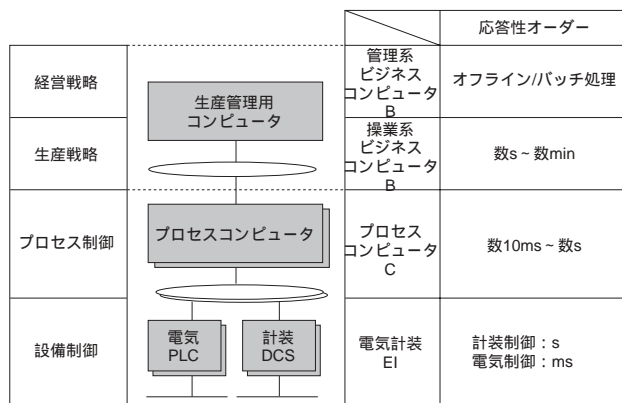 応答性オーダー
経営戦略
生産管理用
コンピュータ
管理系
ビジネス
コンピュータ
B
オフライン/バッチ処理
生産戦略
操業系
ビジネス
コンピュータ
B
数s ~ 数min
プロセス制御
プロセスコンピュータ
プロセス
コンピュータ
C
数10ms ~ 数s
設備制御
電気
PLC
計装
DCS
電気計装
EI
計装制御：s
電気制御：ms